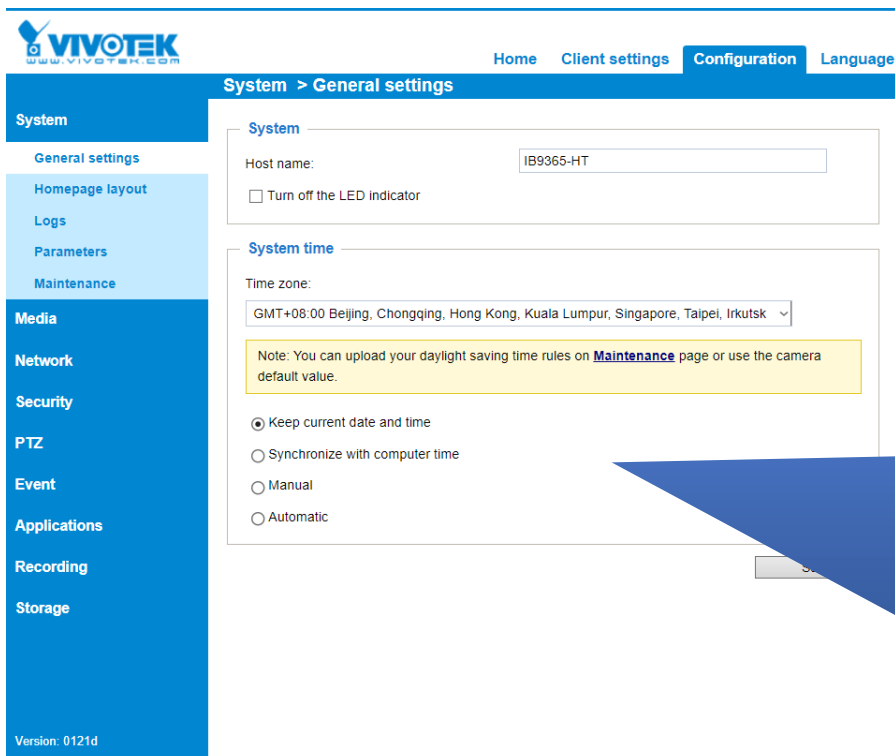 VIVOTEK
www.vivotek.com
Home Client settings Configuration Language
System > General settings
System
General settings
Homepage layout
Logs
Parameters
Maintenance
Media
Network
Security
PTZ
Event
Applications
Recording
Storage
Version: 0121d
System
Host name: IB9365-HT
Turn off the LED indicator
System time
Time zone:
GMT+08:00 Beijing, Chongqing, Hong Kong, Kuala Lumpur, Singapore, Taipei, Irkutsk
Note: You can upload your daylight saving time rules on Maintenance page or use the camera
default value.
Keep current date and time
Synchronize with computer time
Manual
Automatic